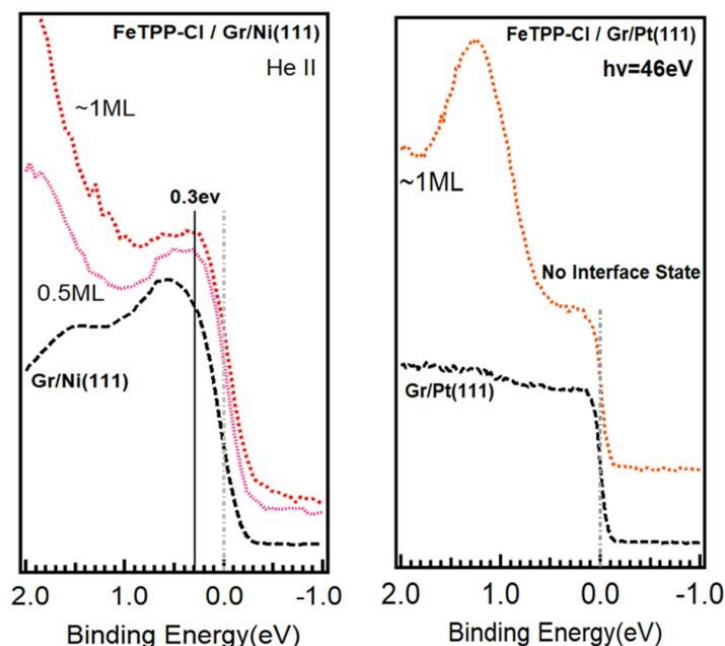 FeTPP-Cl / Gr/Ni(111)
He II
~1ML
0.3ev
0.5ML
Gr/Ni(111)
2.0 1.0 0.0 -1.0
Binding Energy(eV)
FeTPP-Cl / Gr/Pt(111)
hν=46eV
~1ML
No Interface State
Gr/Pt(111)
2.0 1.0 0.0 -1.0
Binding Energy(eV)